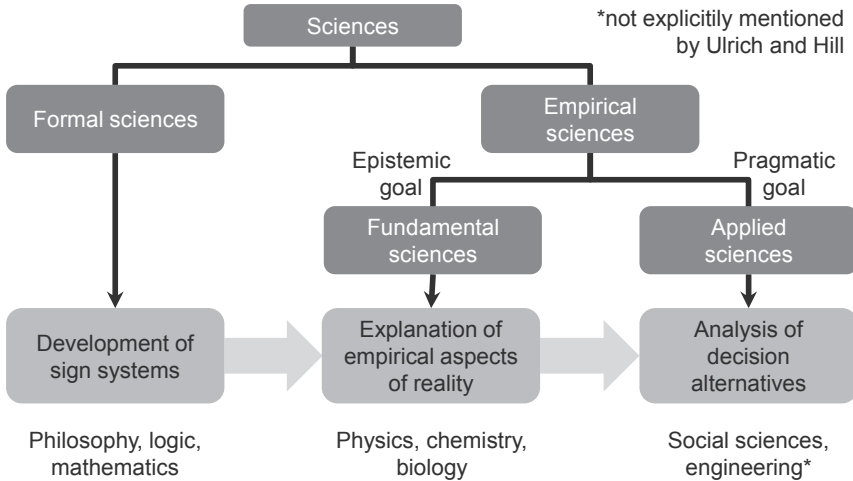 Sciences
*not explicitily mentioned
by Ulrich and Hill
Formal sciences
Empirical
sciences
Epistemic
goal
Pragmatic
goal
Fundamental
sciences
Applied
sciences
Development of
sign systems
Explanation of
empirical aspects
of reality
Analysis of
decision
alternatives
Philosophy, logic,
mathematics
Physics, chemistry,
biology
Social sciences,
engineering*